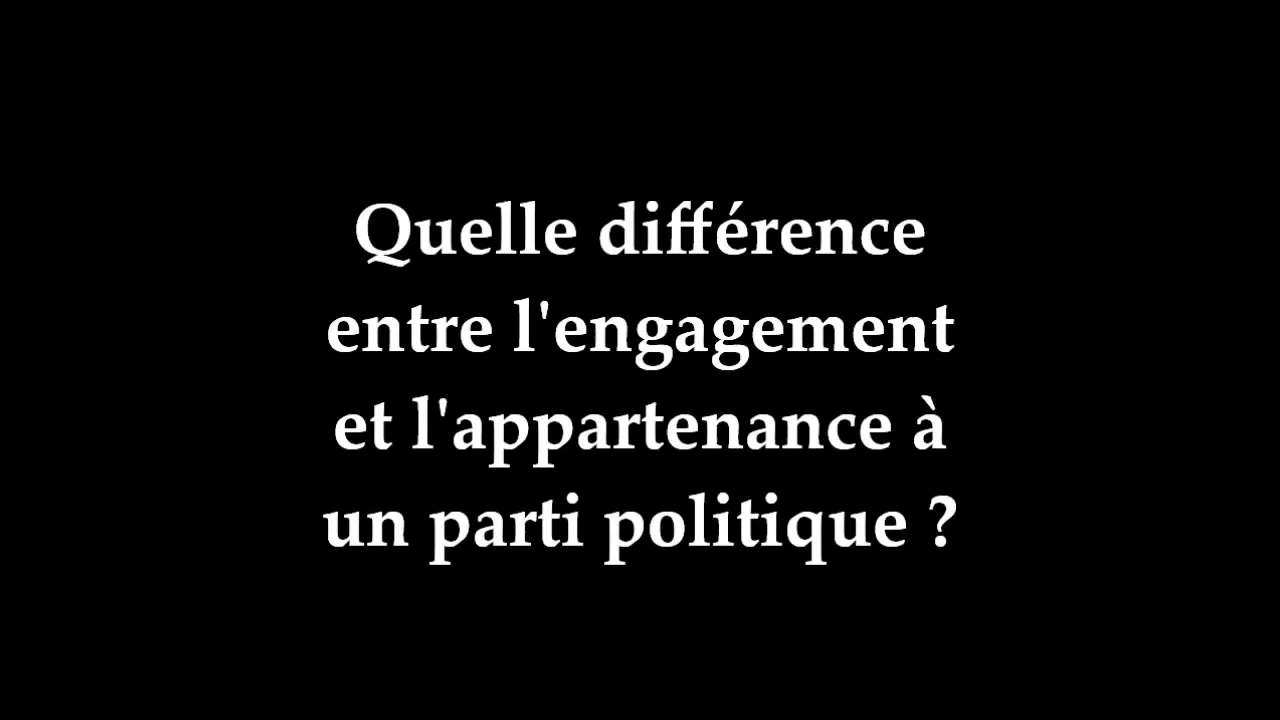 Quelle différence
entre l'engagement
et l'appartenance à
un parti politique ?